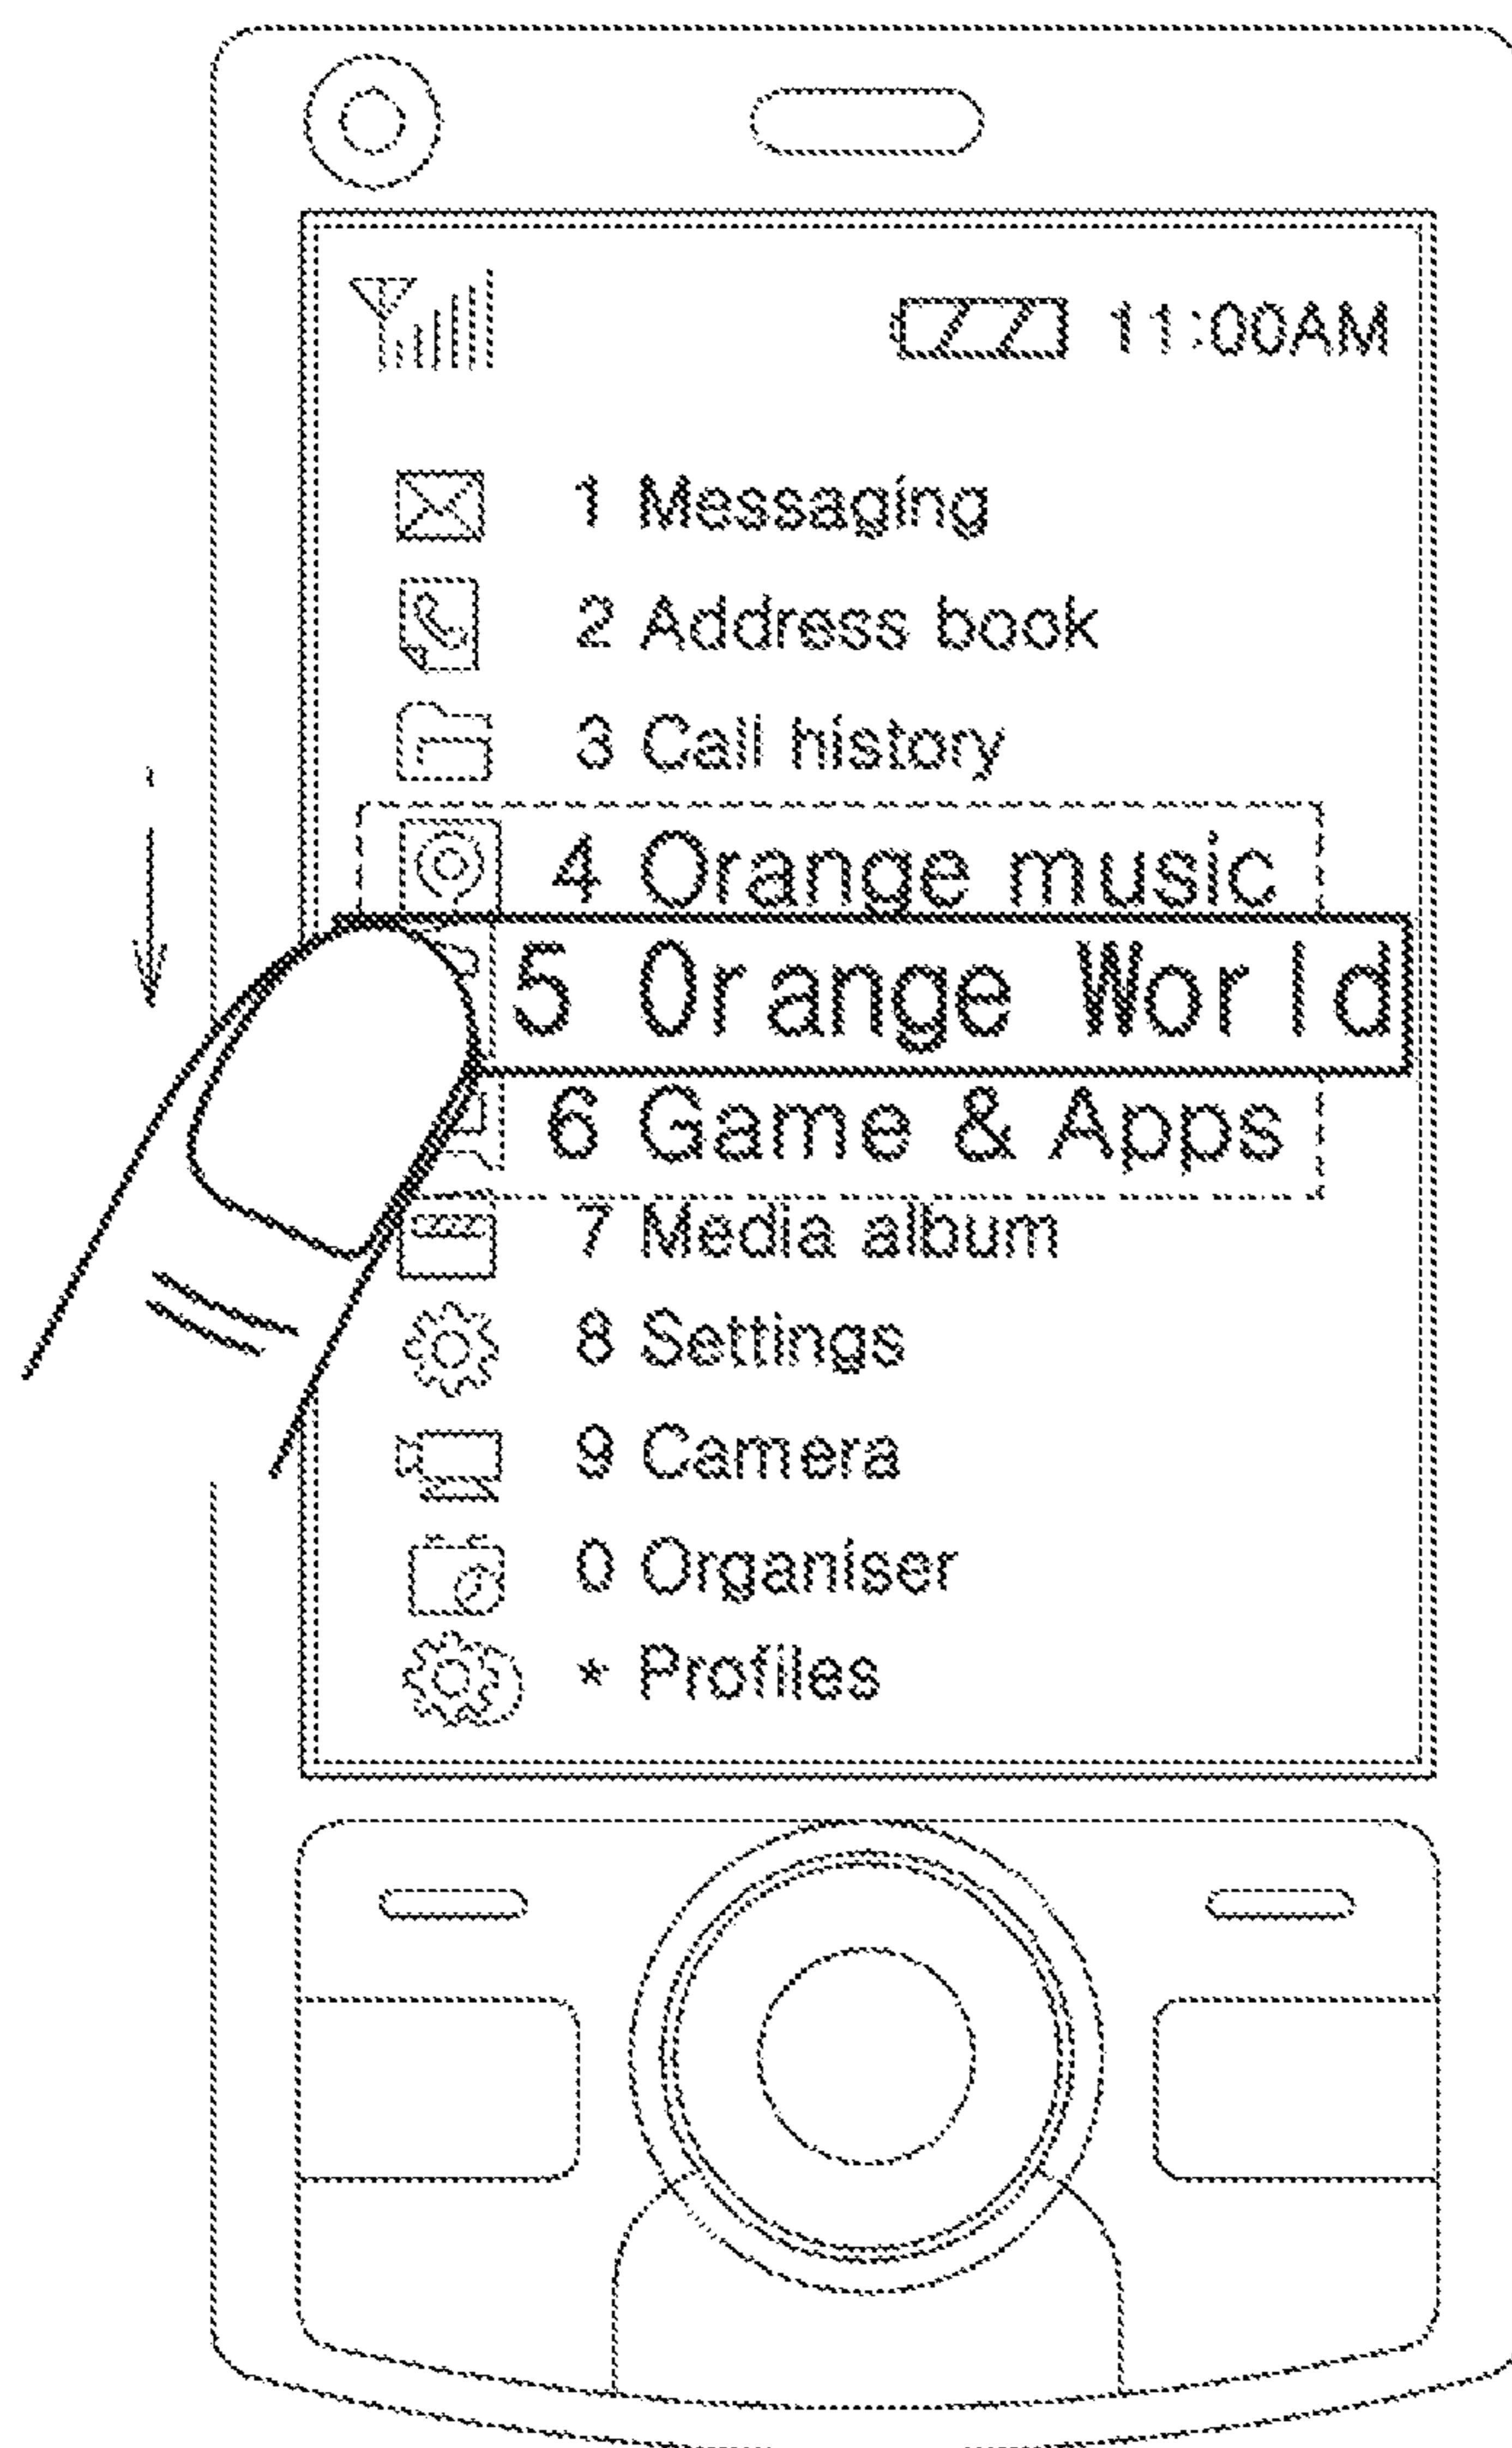 11:00AM
1 Messaging
2 Address book
3 Call history
4 Orange music
5 Orange World
6 Game & Apps
7 Media album
8 Settings
9 Camera
0 Organiser
* Profiles